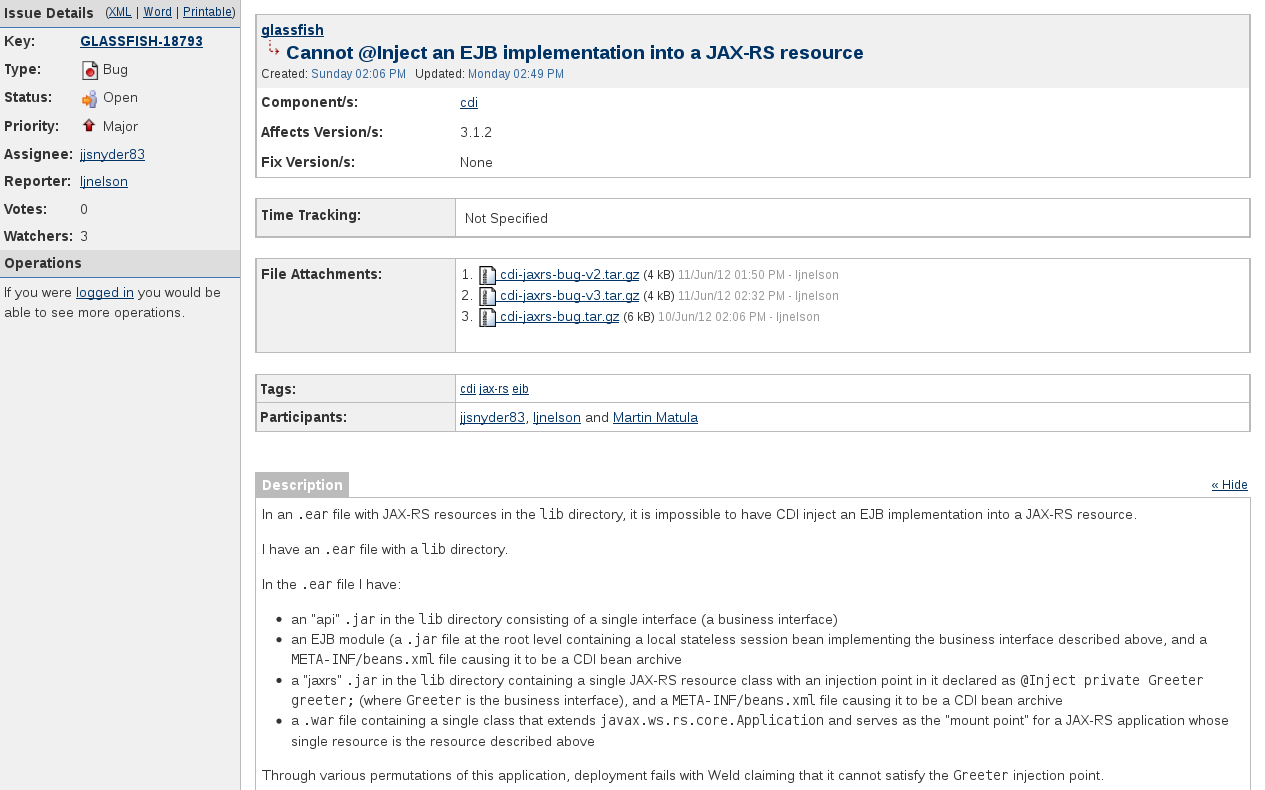 Issue Details (XML | Word | Printable)
Key: GLASSFISH-18793
Type: Bug
Status: Open
Priority: Major
Assignee: jjsnyder83
Reporter: ljnelson
Votes: 0
Watchers: 3
Operations
If you were logged in you would be
able to see more operations.
glassfish
Cannot @Inject an EJB implementation into a JAX-RS resource
Created: Sunday 02:06 PM Updated: Monday 02:49 PM
Component/s: cdi
Affects Version/s: 3.1.2
Fix Version/s: None
Time Tracking: Not Specified
File Attachments: 1. cdi-jaxrs-bug-v2.tar.gz (4 kB) 11/Jun/12 01:50 PM - ljnelson
2. cdi-jaxrs-bug-v3.tar.gz (4 kB) 11/Jun/12 02:32 PM - ljnelson
3. cdi-jaxrs-bug.tar.gz (6 kB) 10/Jun/12 02:06 PM - ljnelson
Tags: cdi jax-rs ejb
Participants: jjsnyder83, ljnelson and Martin Matula
Description « Hide
In an .ear file with JAX-RS resources in the lib directory, it is impossible to have CDI inject an EJB implementation into a JAX-RS resource.
I have an .ear file with a lib directory.
In the .ear file I have:
• an "api" .jar in the lib directory consisting of a single interface (a business interface)
• an EJB module (a .jar file at the root level containing a local stateless session bean implementing the business interface described above, and a
META-INF/beans.xml file causing it to be a CDI bean archive
• a "jaxrs" .jar in the lib directory containing a single JAX-RS resource class with an injection point in it declared as @Inject private Greeter
greeter; (where Greeter is the business interface), and a META-INF/beans.xml file causing it to be a CDI bean archive
• a .war file containing a single class that extends javax.ws.rs.core.Application and serves as the "mount point" for a JAX-RS application whose
single resource is the resource described above
Through various permutations of this application, deployment fails with Weld claiming that it cannot satisfy the Greeter injection point.